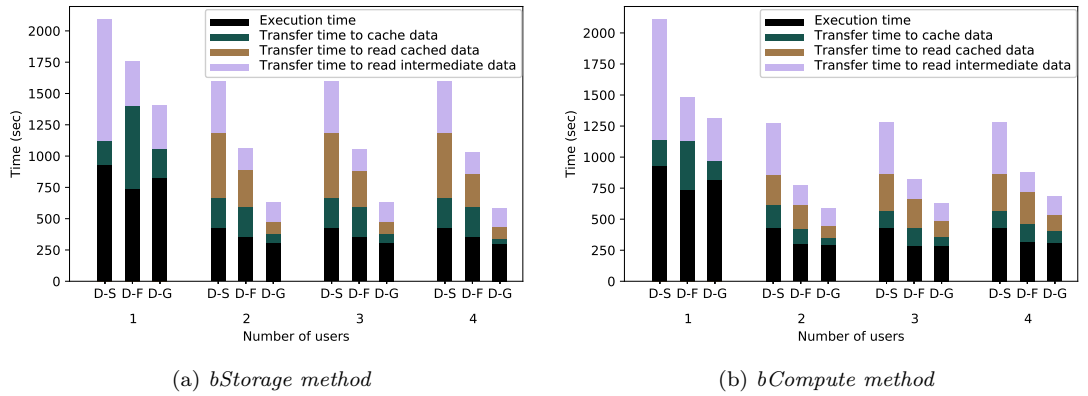 Execution time
Transfer time to cache data
Transfer time to read cached data
Transfer time to read intermediate data
Time (sec)
2000
1750
1500
1250
1000
750
500
250
0
D-S D-F D-G D-S D-F D-G D-S D-F D-G D-S D-F D-G
1 2 3 4
Number of users
(a) bStorage method
Execution time
Transfer time to cache data
Transfer time to read cached data
Transfer time to read intermediate data
Time (sec)
2000
1750
1500
1250
1000
750
500
250
0
D-S D-F D-G D-S D-F D-G D-S D-F D-G D-S D-F D-G
1 2 3 4
Number of users
(b) bCompute method